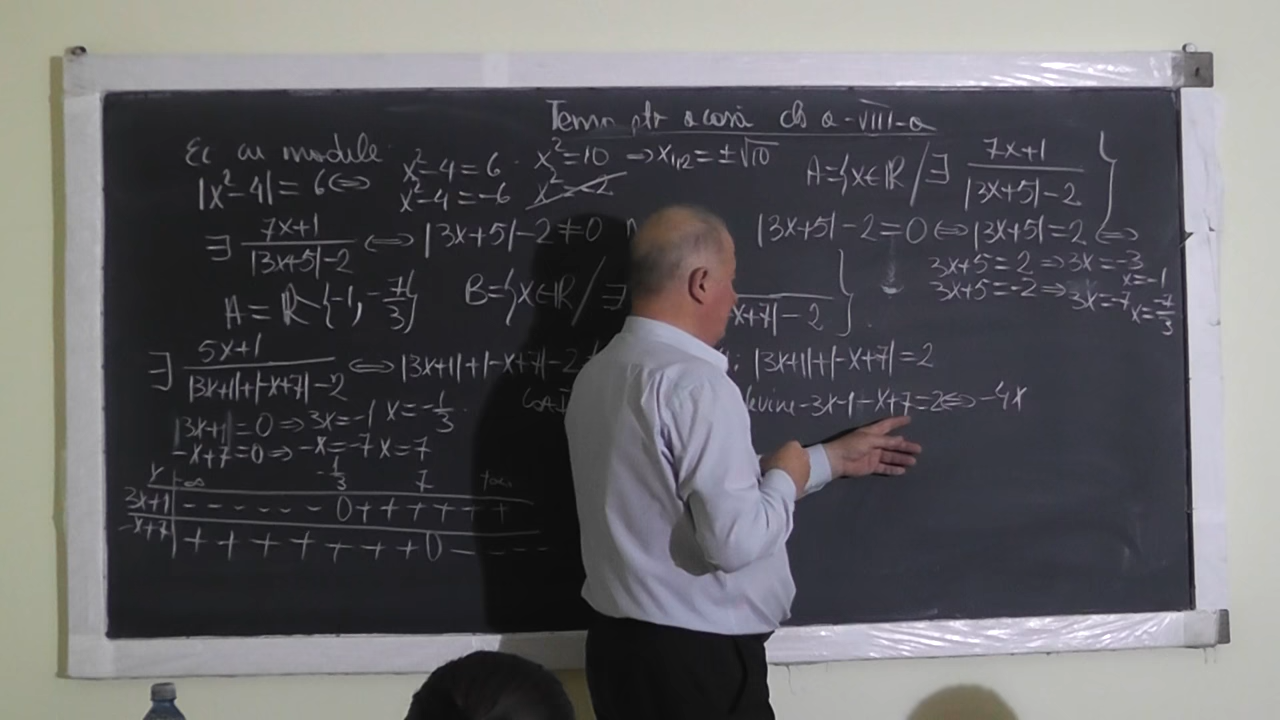 Tema ptr acasă cls a-VIII-a
Ec cu module
|x²-4|= 6⇔ x²-4=6 x²=10 ⇒x₁,₂=±√10
x²-4=-6 x²=-2
A={x∈ℝ/∃ (7x+1)/(|3x+5|-2)}
∃ (7x+1)/(|3x+5|-2) ⇔ |3x+5|-2≠0
|3x+5|-2=0⇔|3x+5|=2⇔
3x+5=2⇒3x=-3 x=-1
3x+5=-2⇒3x=-7 x=-7/3
A=ℝ\{-1,-7/3}
B={x∈ℝ/∃ x+7|-2}
∃ (5x+1)/(|3x+1|+|-x+7|-2) ⇔|3x+1|+|-x+7|-2 : |3x+1|+|-x+7|=2
-3x-1-x+7=2⇔-4x
|3x+1|=0⇒3x=-1 x=-1/3
-x+7=0⇒-x=-7 x=7
x -∞ -1/3 7 +∞
3x+1 - - - - - - 0 + + + + + +
-x+7 + + + + + + + 0 - - - -